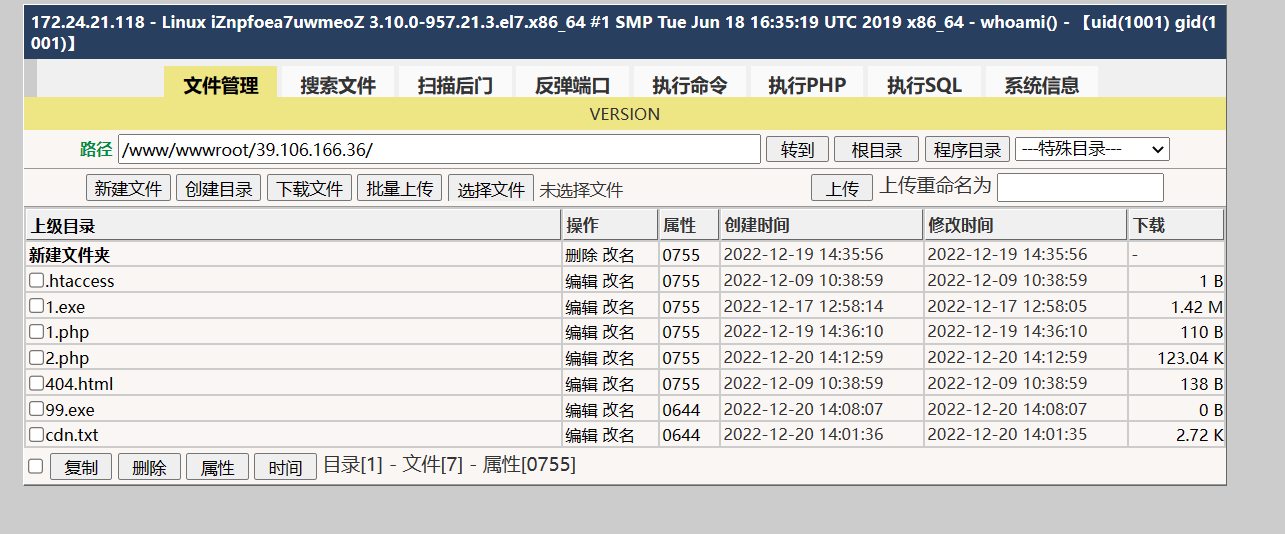 172.24.21.118 - Linux iZnpfoea7uwmeoZ 3.10.0-957.21.3.el7.x86_64 #1 SMP Tue Jun 18 16:35:19 UTC 2019 x86_64 - whoami() - 【uid(1001) gid(1
001)】
文件管理 搜索文件 扫描后门 反弹端口 执行命令 执行PHP 执行SQL 系统信息
VERSION
路径 /www/wwwroot/39.106.166.36/ 转到 根目录 程序目录 ---特殊目录---
新建文件 创建目录 下载文件 批量上传 选择文件 未选择文件 上传 上传重命名为
上级目录 操作 属性 创建时间 修改时间 下载
新建文件夹 删除 改名 0755 2022-12-19 14:35:56 2022-12-19 14:35:56 -
.htaccess 编辑 改名 0755 2022-12-09 10:38:59 2022-12-09 10:38:59 1 B
1.exe 编辑 改名 0755 2022-12-17 12:58:14 2022-12-17 12:58:05 1.42 M
1.php 编辑 改名 0755 2022-12-19 14:36:10 2022-12-19 14:36:10 110 B
2.php 编辑 改名 0755 2022-12-20 14:12:59 2022-12-20 14:12:59 123.04 K
404.html 编辑 改名 0755 2022-12-09 10:38:59 2022-12-09 10:38:59 138 B
99.exe 编辑 改名 0644 2022-12-20 14:08:07 2022-12-20 14:08:07 0 B
cdn.txt 编辑 改名 0644 2022-12-20 14:01:36 2022-12-20 14:01:35 2.72 K
复制 删除 属性 时间 目录[1] - 文件[7] - 属性[0755]